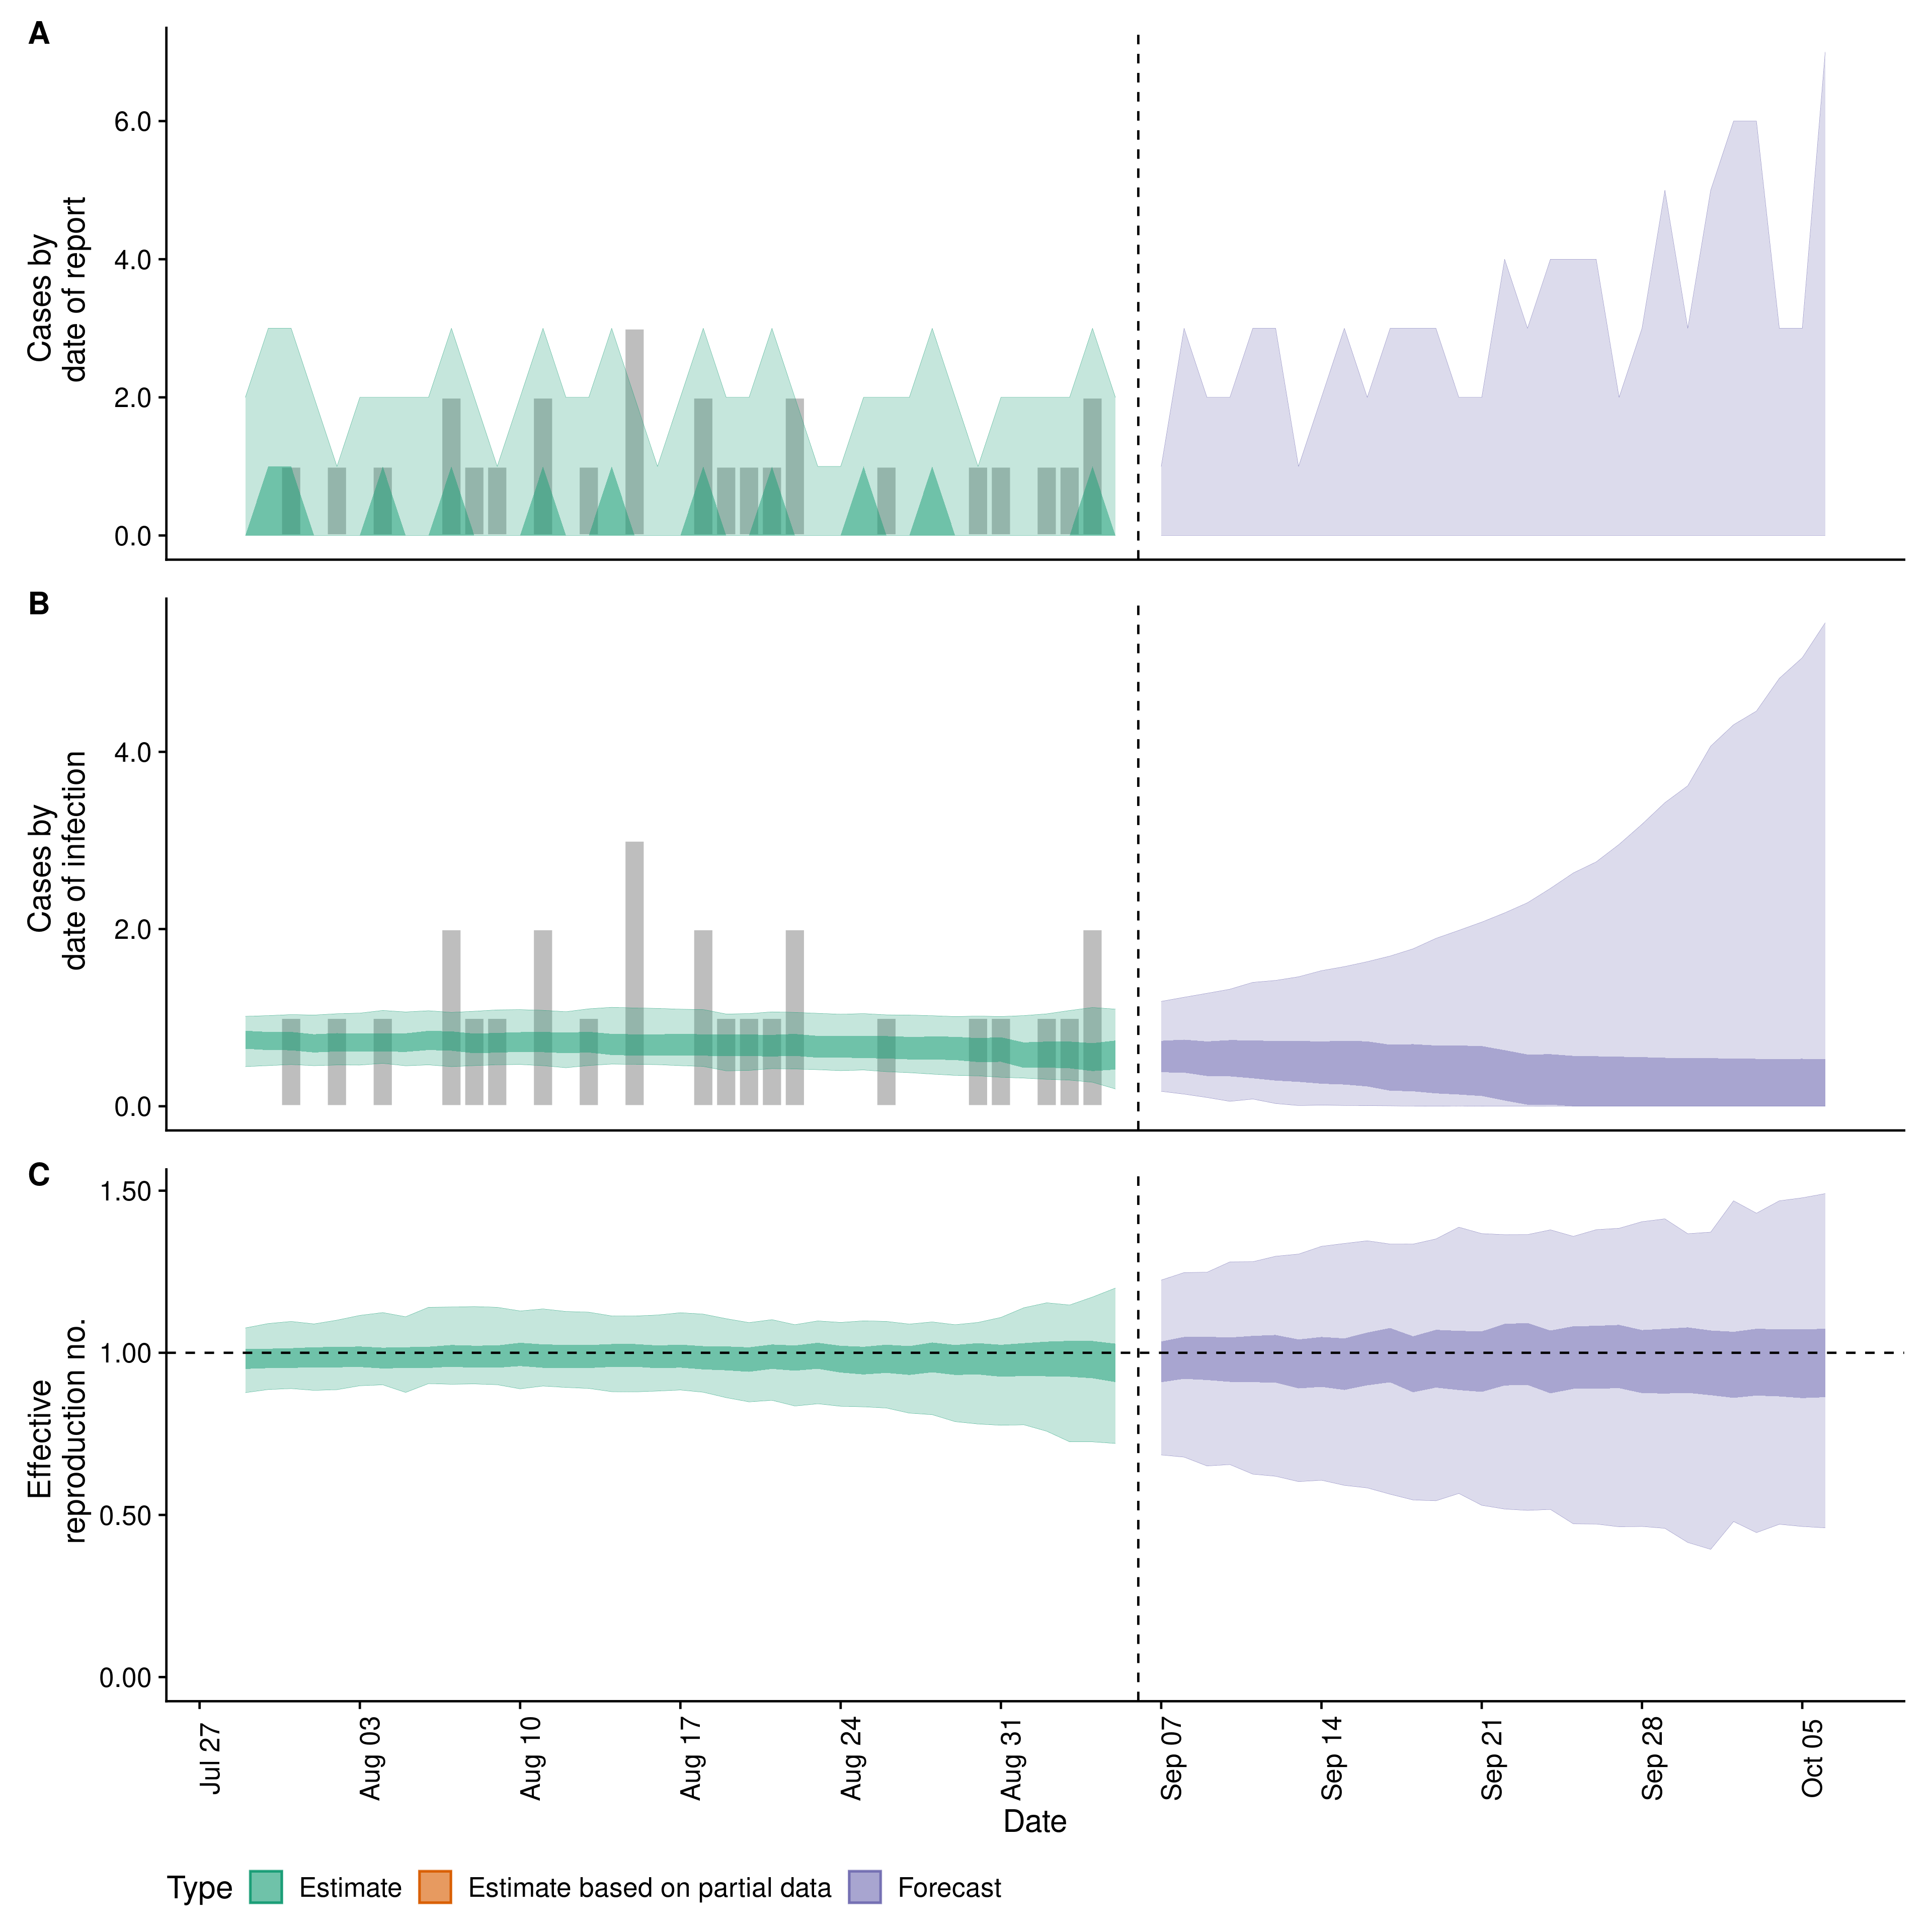 A
Cases by
date of report
6.0
4.0
2.0
0.0
B
Cases by
date of infection
4.0
2.0
0.0
C
Effective
reproduction no.
1.50
1.00
0.50
0.00
Jul 27
Aug 03
Aug 10
Aug 17
Aug 24
Aug 31
Sep 07
Sep 14
Sep 21
Sep 28
Oct 05
Date
Type Estimate Estimate based on partial data Forecast